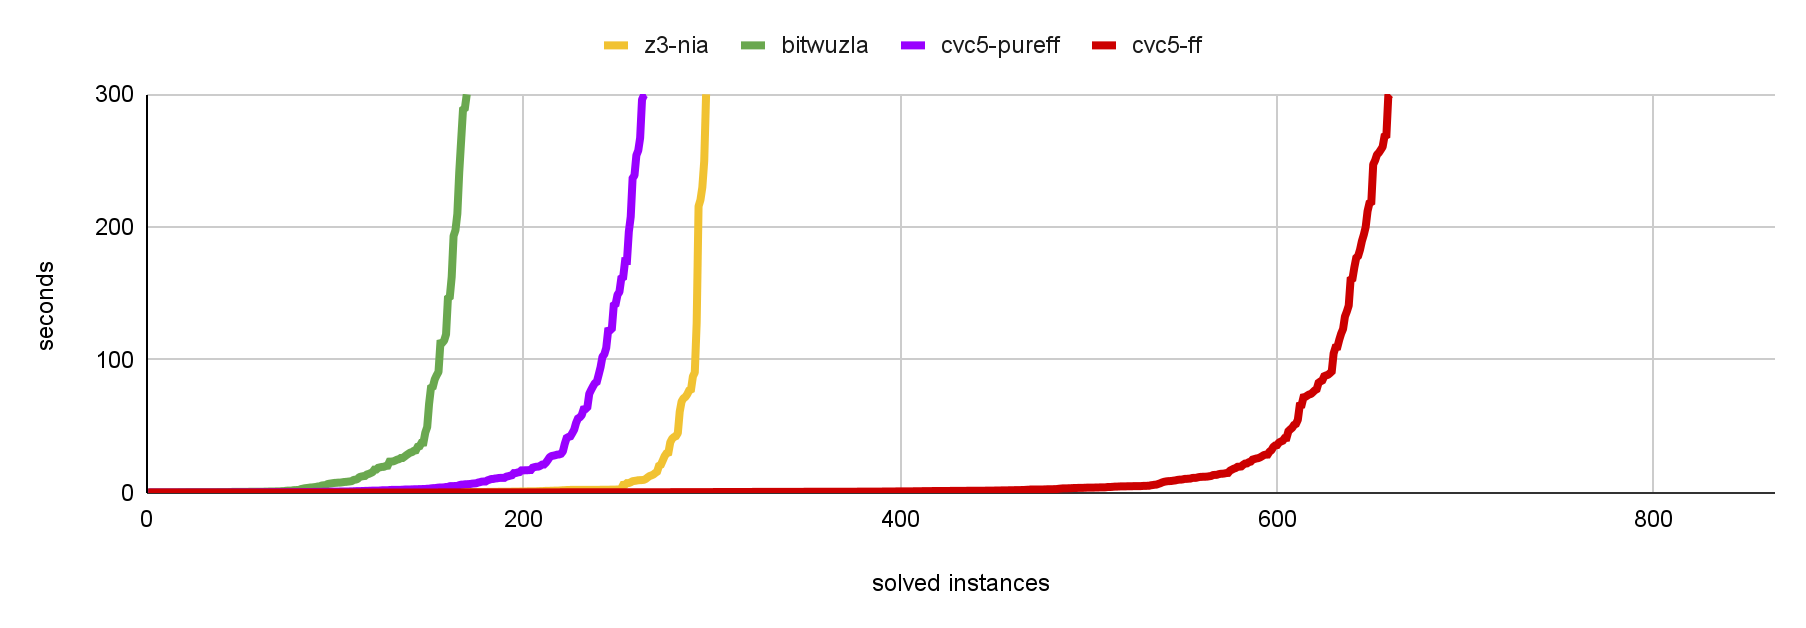 z3-nia bitwuzla cvc5-pureff cvc5-ff
300
200
100
0
seconds
0 200 400 600 800
solved instances